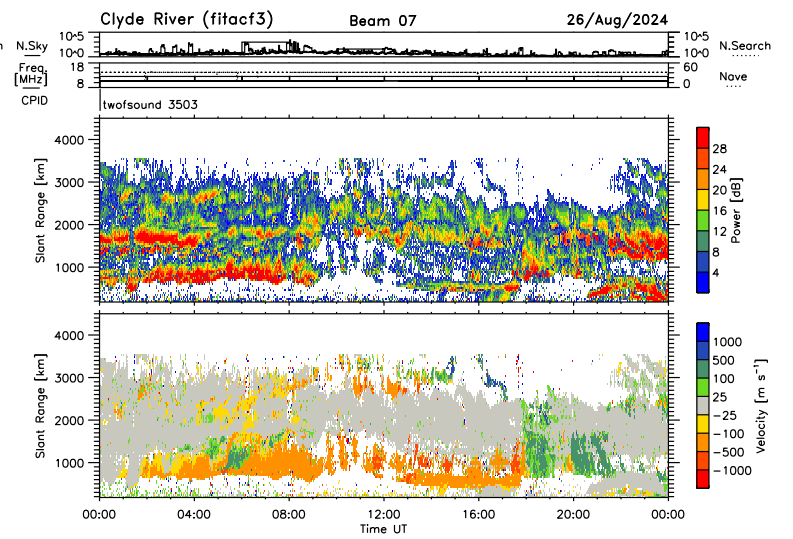 Clyde River (fitacf3) Beam 07 26/Aug/2024
n N.Sky 10^5 10^0 10^5 10^0 N.Search
Freq. [MHz] 18 8 60 0 Nave
CPID twofsound 3503
Slant Range [km] 4000 3000 2000 1000
28 24 20 16 12 8 4 Power [dB]
Slant Range [km] 4000 3000 2000 1000
1000 500 100 25 −25 −100 −500 −1000 Velocity [m s⁻¹]
00:00 04:00 08:00 12:00 16:00 20:00 00:00
Time UT